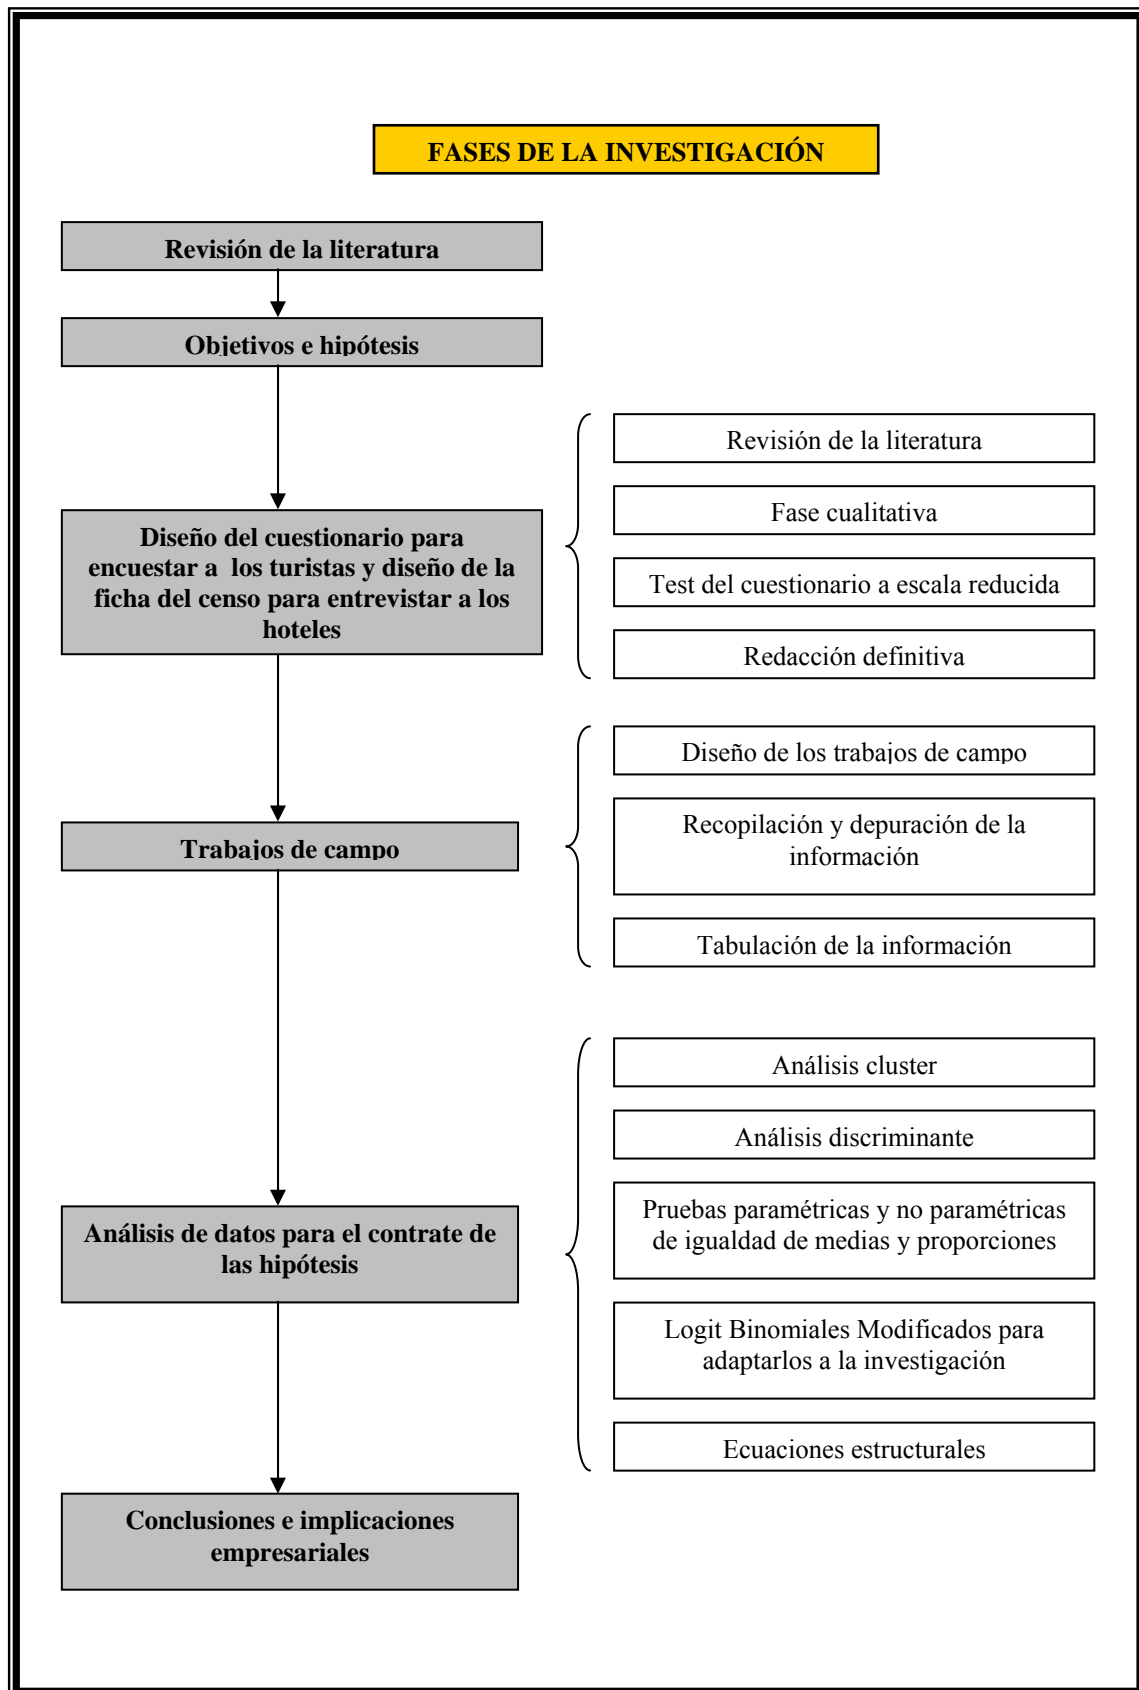 FASES DE LA INVESTIGACIÓN
Revisión de la literatura
Objetivos e hipótesis
Diseño del cuestionario para
encuestar a los turistas y diseño de la
ficha del censo para entrevistar a los
hoteles
Revisión de la literatura
Fase cualitativa
Test del cuestionario a escala reducida
Redacción definitiva
Trabajos de campo
Diseño de los trabajos de campo
Recopilación y depuración de la
información
Tabulación de la información
Análisis de datos para el contrate de
las hipótesis
Análisis cluster
Análisis discriminante
Pruebas paramétricas y no paramétricas
de igualdad de medias y proporciones
Logit Binomiales Modificados para
adaptarlos a la investigación
Ecuaciones estructurales
Conclusiones e implicaciones
empresariales